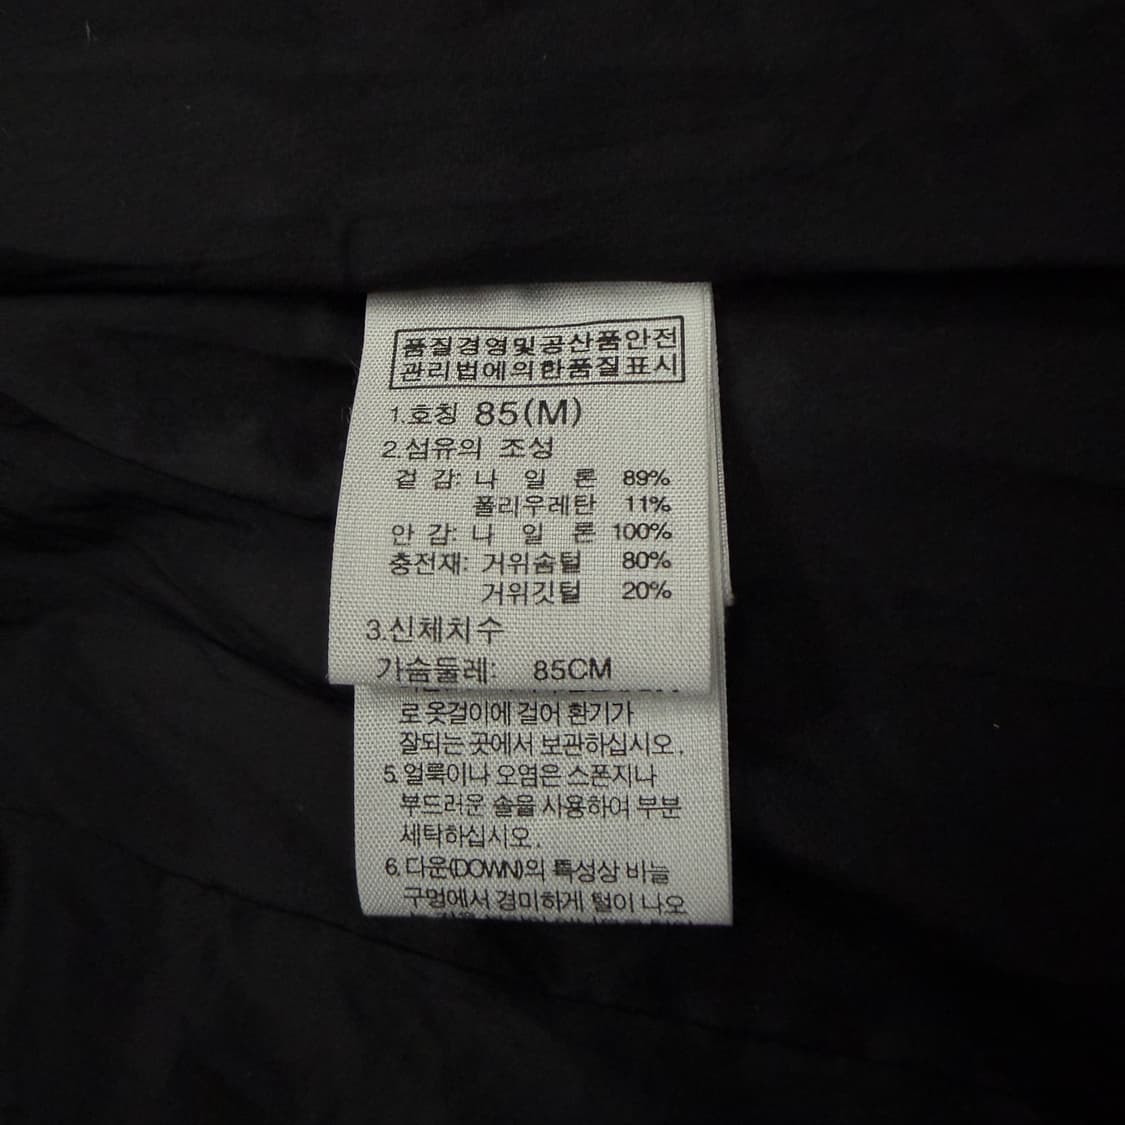 품질경영및공산품안전
관리법에의한품질표시
1.호칭 85(M)
2.섬유의 조성
겉 감: 나 일 론 89%
폴리우레탄 11%
안 감: 나 일 론 100%
충전재: 거위솜털 80%
거위깃털 20%
3.신체치수
가슴둘레: 85CM
로 옷걸이에 걸어 환기가
잘되는 곳에서 보관하십시오.
5. 얼룩이나 오염은 스폰지나
부드러운 솔을 사용하여 부분
세탁하십시오.
6. 다운(DOWN)의 특성상 바늘
구멍에서 경미하게 털이 나오